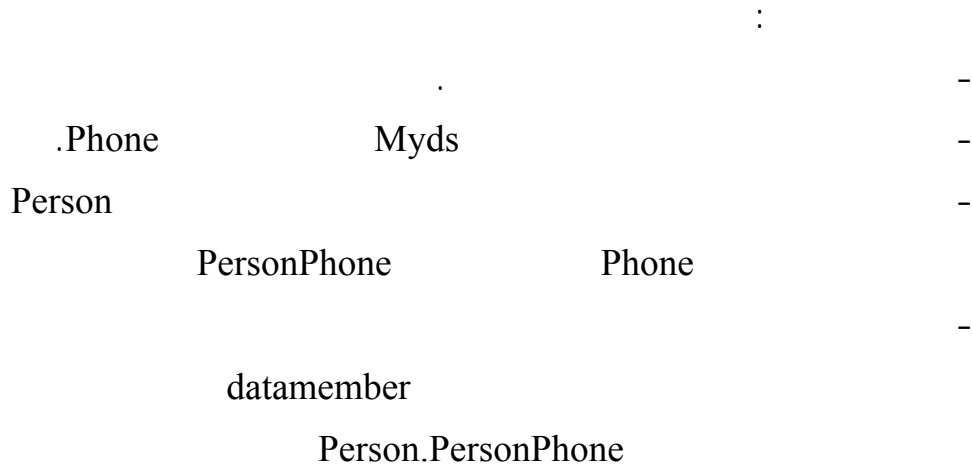 :
- .
- Myds Phone.
- Person
Phone PersonPhone
-
datamember
Person.PersonPhone